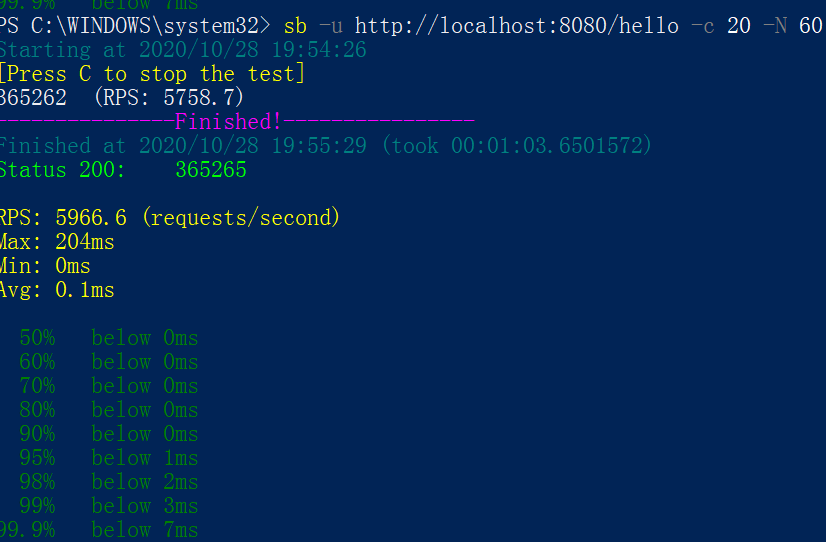 99.9%   below 7ms
PS C:\WINDOWS\system32> sb -u http://localhost:8080/hello -c 20 -N 60
Starting at 2020/10/28 19:54:26
[Press C to stop the test]
365262  (RPS: 5758.7)
---------------Finished!----------------
Finished at 2020/10/28 19:55:29 (took 00:01:03.6501572)
Status 200:    365265
RPS: 5966.6 (requests/second)
Max: 204ms
Min: 0ms
Avg: 0.1ms
50%   below 0ms
60%   below 0ms
70%   below 0ms
80%   below 0ms
90%   below 0ms
95%   below 1ms
98%   below 2ms
99%   below 3ms
99.9%   below 7ms